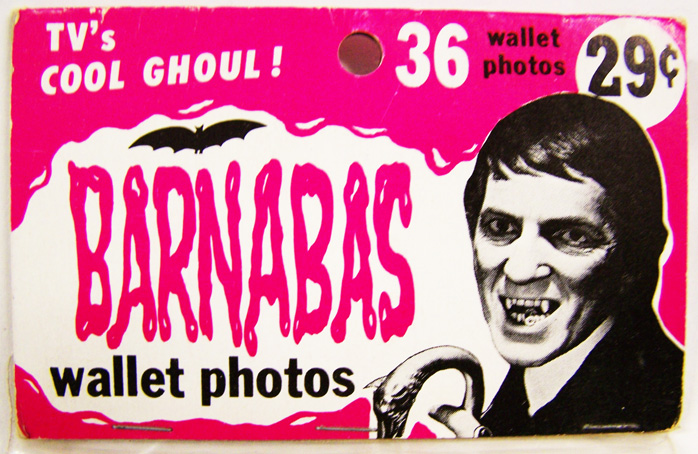 TV's
COOL GHOUL!
36 wallet photos
29¢
BARNABAS
wallet photos